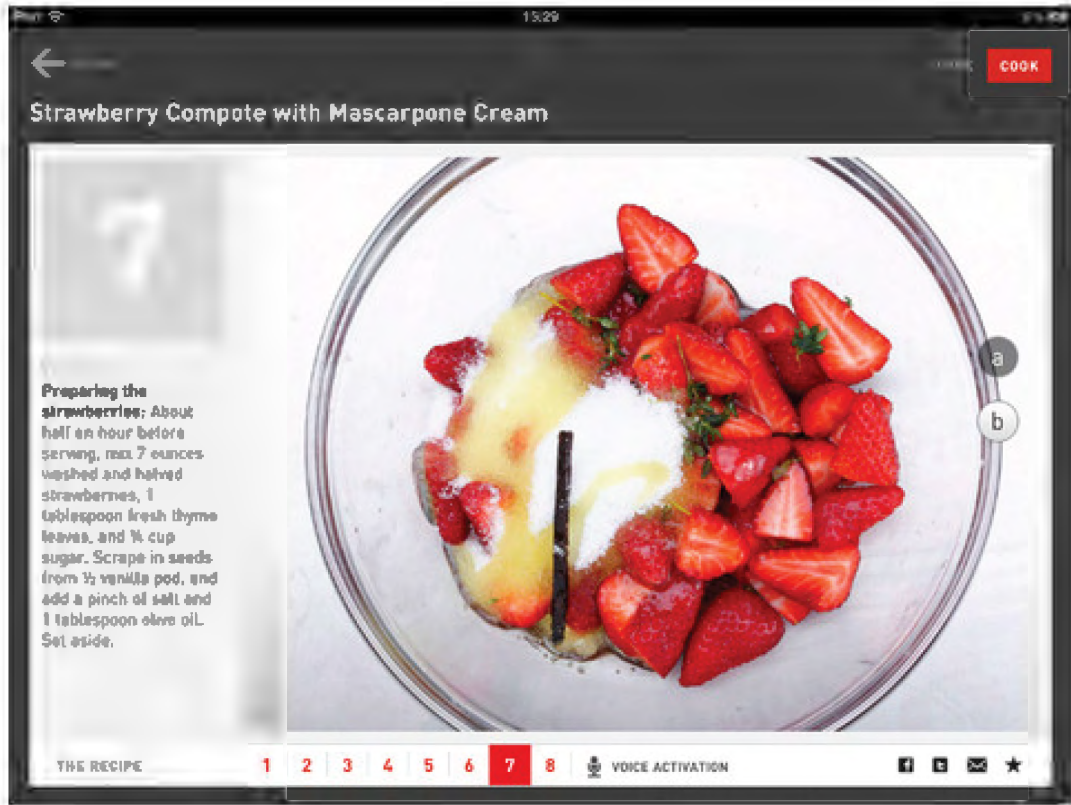 15:29
COOK
Strawberry Compote with Mascarpone Cream
7
Preparing the
strawberries: About
half an hour before
serving, mix 7 ounces
washed and halved
strawberries, 1
tablespoon fresh thyme
leaves, and ¼ cup
sugar. Scrape in seeds
from ½ vanilla pod, and
add a pinch of salt and
1 tablespoon olive oil.
Set aside.
a
b
THE RECIPE 1 2 3 4 5 6 7 8 VOICE ACTIVATION